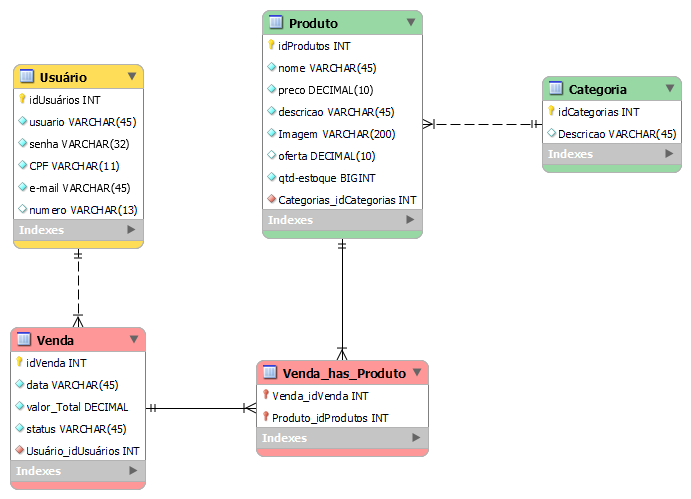 Usuário
idUsuários INT
usuario VARCHAR(45)
senha VARCHAR(32)
CPF VARCHAR(11)
e-mail VARCHAR(45)
numero VARCHAR(13)
Indexes
Produto
idProdutos INT
nome VARCHAR(45)
preco DECIMAL(10)
descricao VARCHAR(45)
Imagem VARCHAR(200)
oferta DECIMAL(10)
qtd-estoque BIGINT
Categorias_idCategorias INT
Indexes
Categoria
idCategorias INT
Descricao VARCHAR(45)
Indexes
Venda
idVenda INT
data VARCHAR(45)
valor_Total DECIMAL
status VARCHAR(45)
Usuário_idUsuários INT
Indexes
Venda_has_Produto
Venda_idVenda INT
Produto_idProdutos INT
Indexes